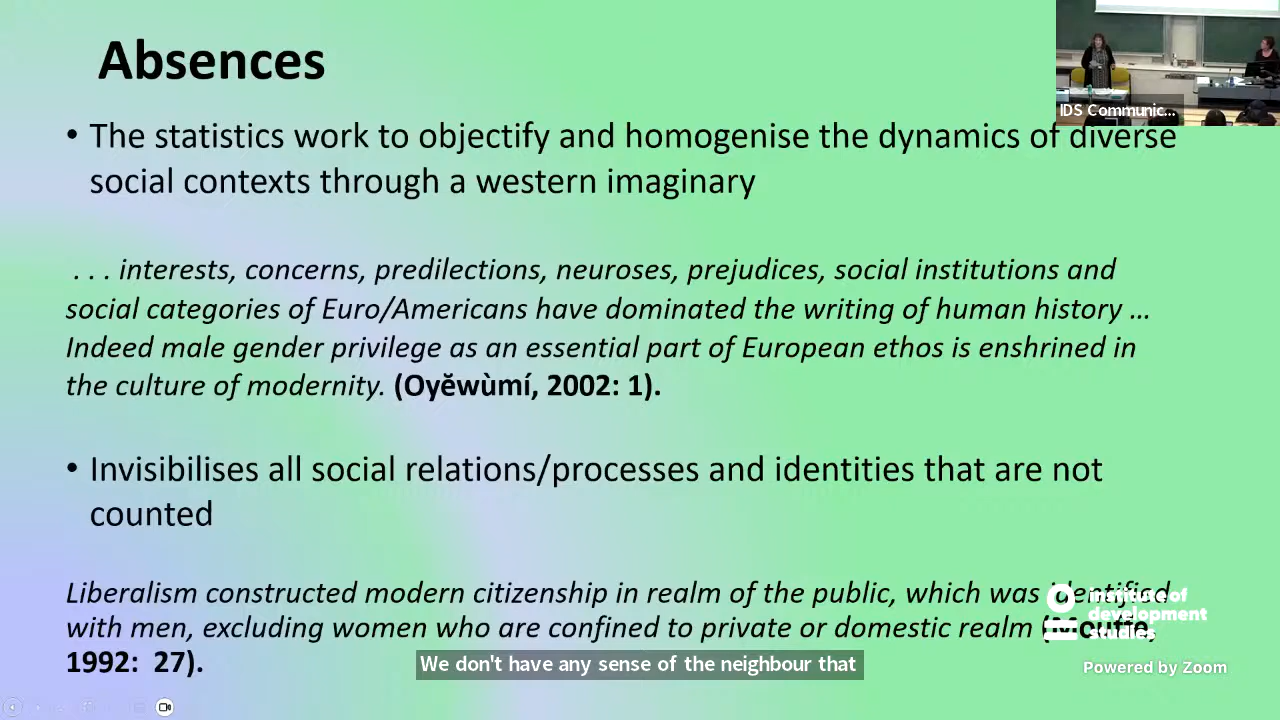 Absences
IDS Communic...
• The statistics work to objectify and homogenise the dynamics of diverse
social contexts through a western imaginary
. . . interests, concerns, predilections, neuroses, prejudices, social institutions and
social categories of Euro/Americans have dominated the writing of human history …
Indeed male gender privilege as an essential part of European ethos is enshrined in
the culture of modernity. (Oyĕwùmí, 2002: 1).
• Invisibilises all social relations/processes and identities that are not
counted
Liberalism constructed modern citizenship in realm of the public, which was identified
with men, excluding women who are confined to private or domestic realm (Mouffe,
1992: 27).
institute of
development
studies
We don't have any sense of the neighbour that
Powered by Zoom